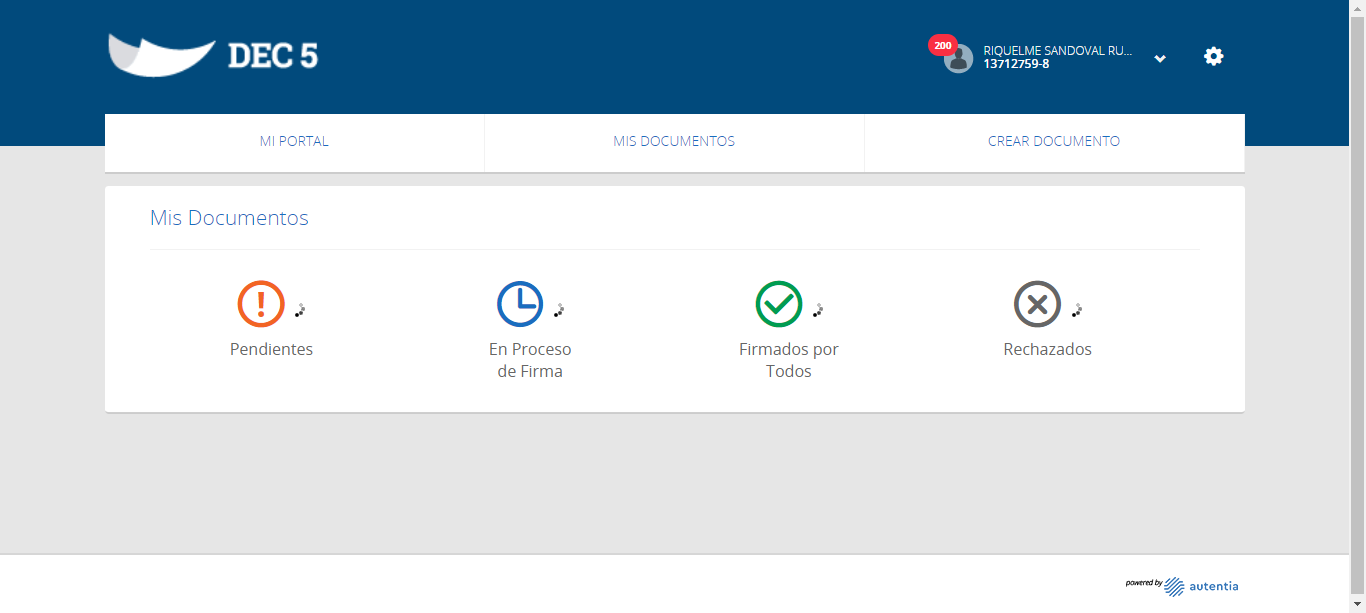 DEC 5
200
RIQUELME SANDOVAL RU...
13712759-8
MI PORTAL
MIS DOCUMENTOS
CREAR DOCUMENTO
Mis Documentos
Pendientes
En Proceso
de Firma
Firmados por
Todos
Rechazados
powered by autentia